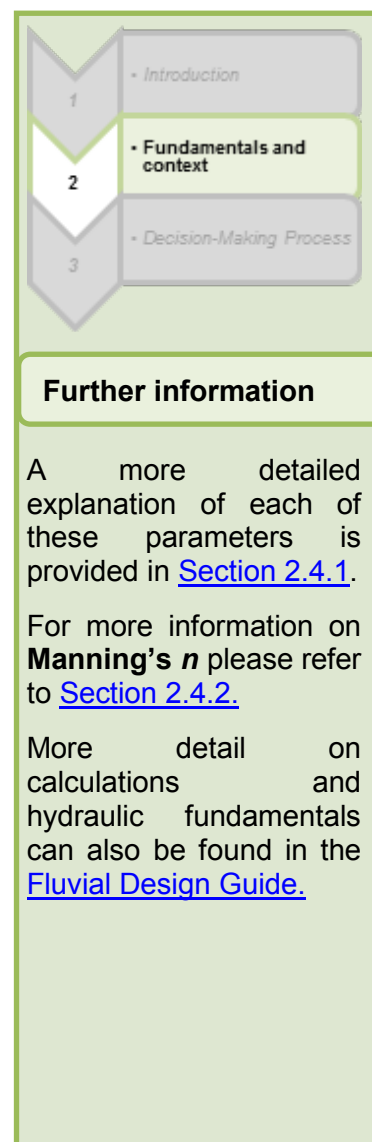 1
• Introduction
2
• Fundamentals and
context
3
• Decision-Making Process
Further information
A more detailed
explanation of each of
these parameters is
provided in Section 2.4.1.
For more information on
Manning's n please refer
to Section 2.4.2.
More detail on
calculations and
hydraulic fundamentals
can also be found in the
Fluvial Design Guide.